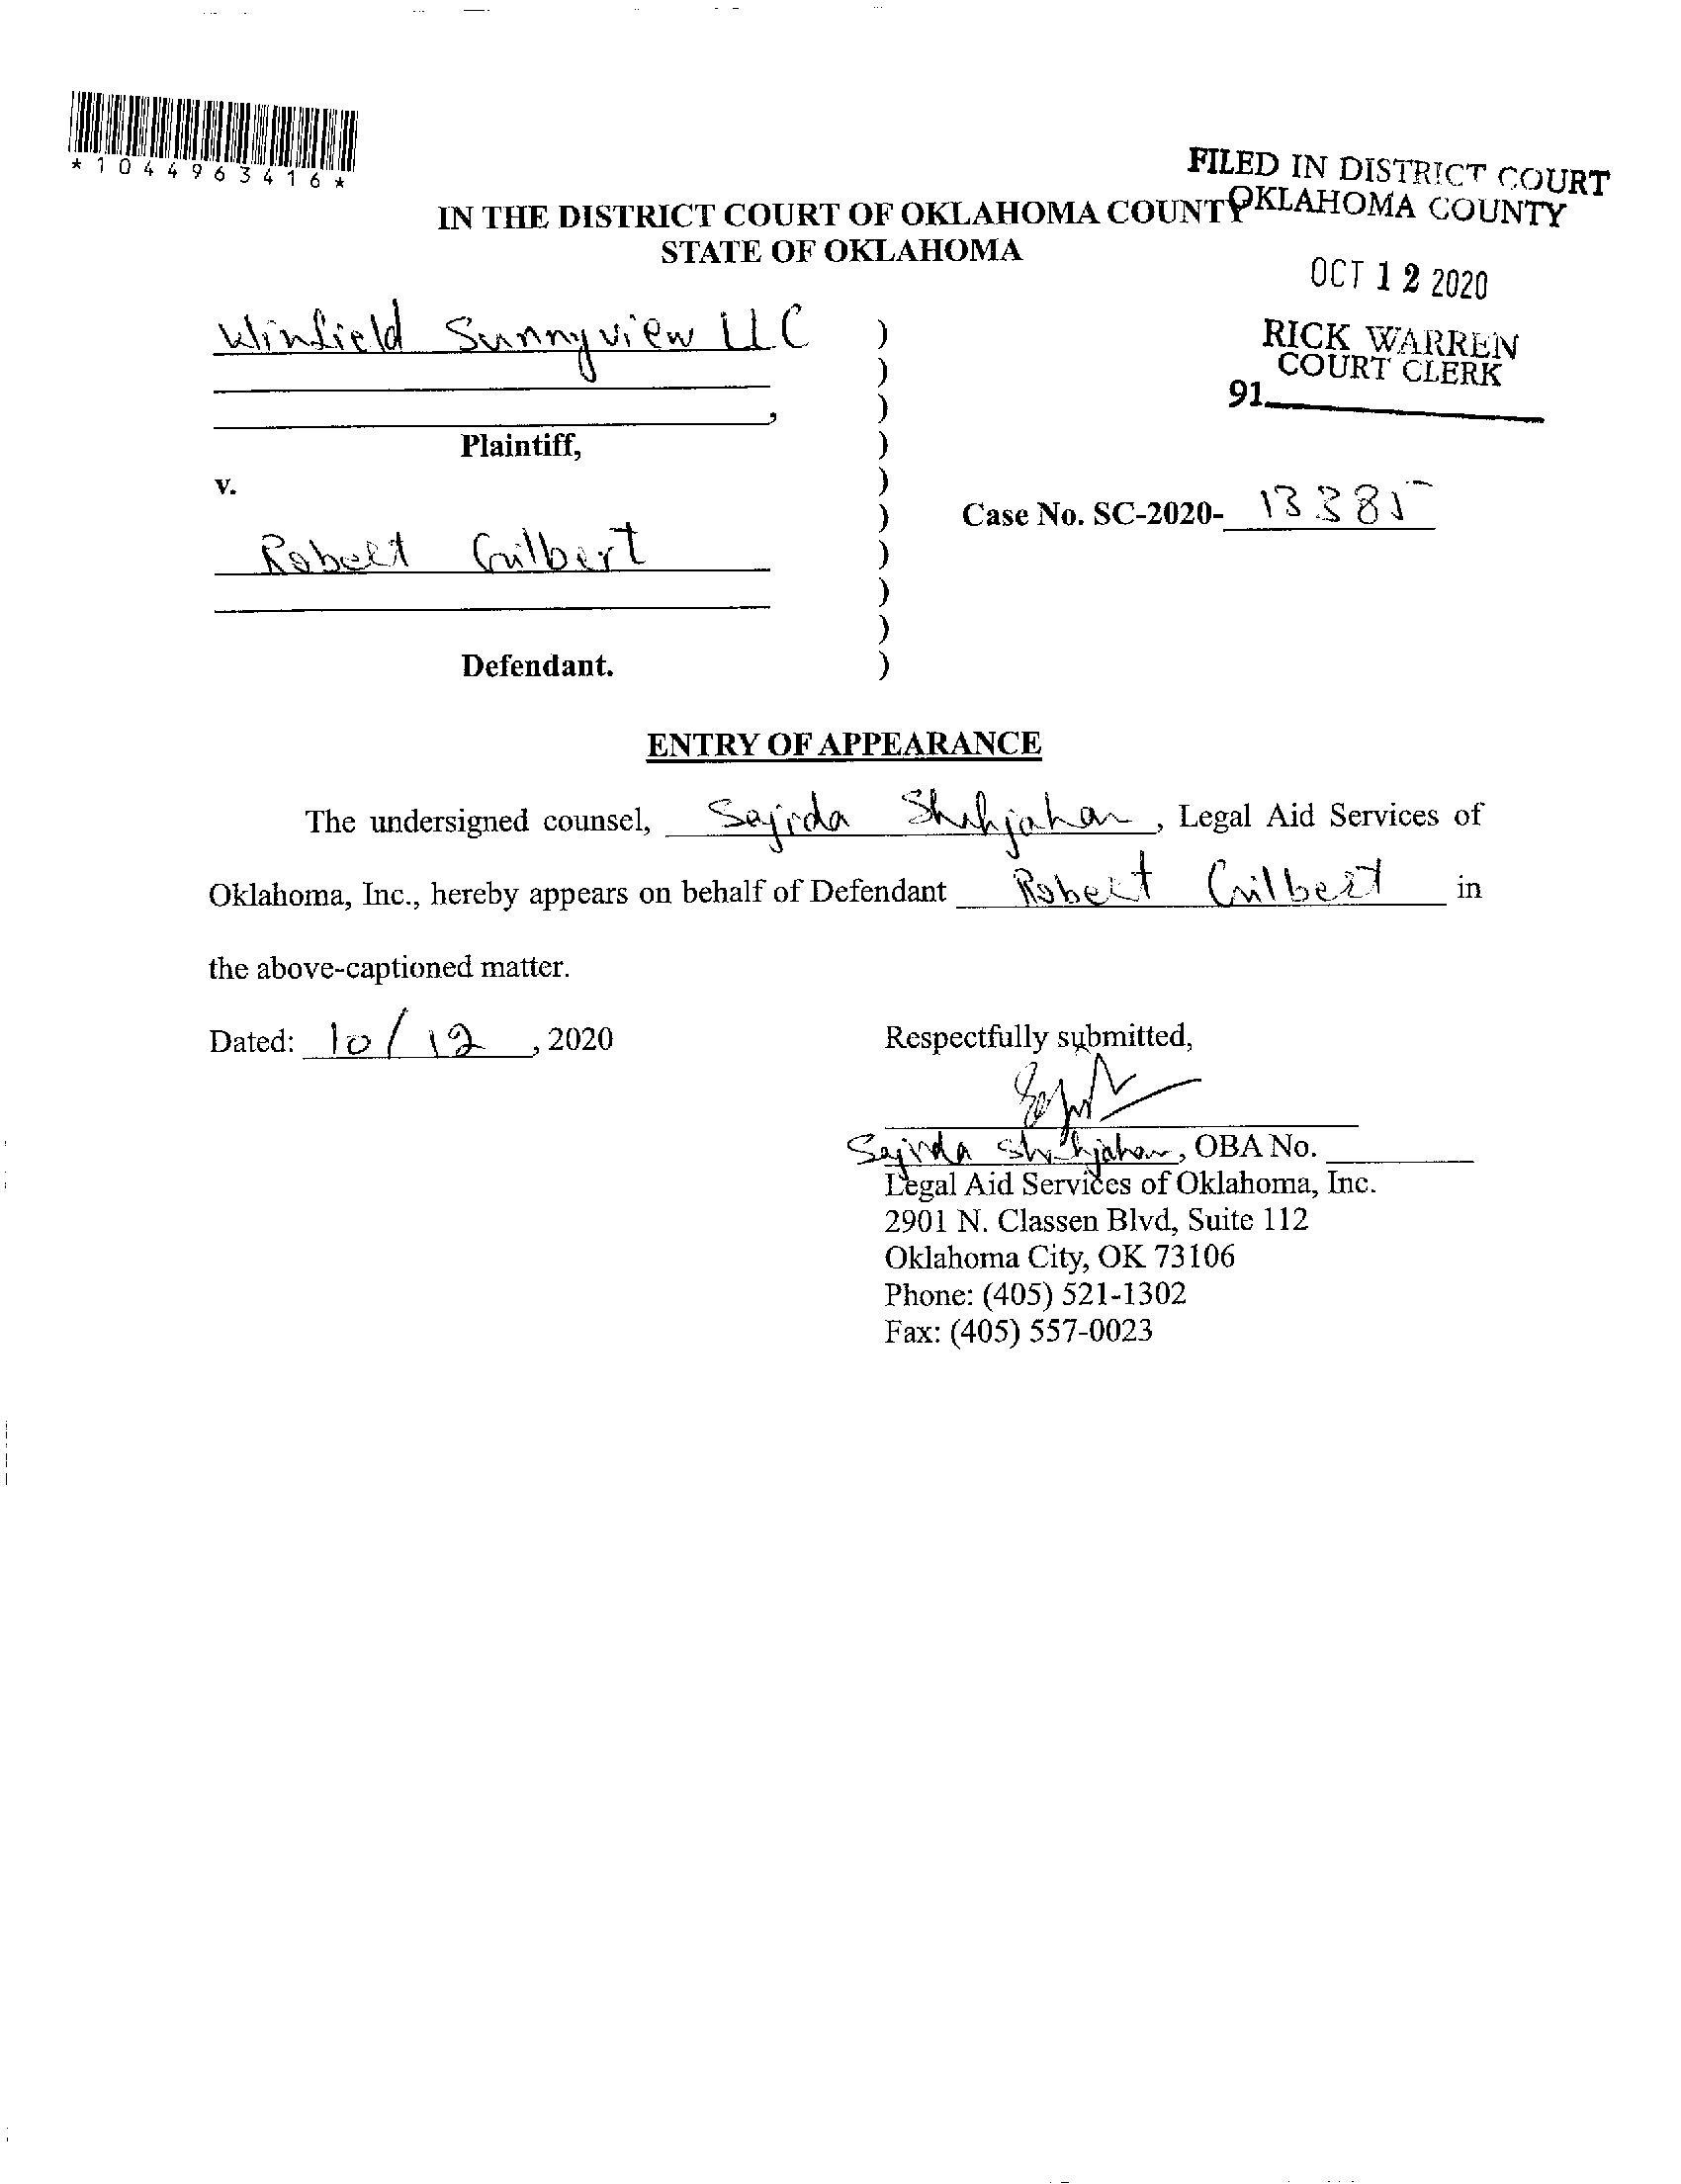 *1044963416*
FILED IN DISTRICT COURT
OKLAHOMA COUNTY
IN THE DISTRICT COURT OF OKLAHOMA COUNTY
STATE OF OKLAHOMA
OCT 12 2020
RICK WARREN
COURT CLERK
91
Winfield Sunnyview LLC )
)
, )
Plaintiff, )
v. )
Case No. SC-2020- 13385
)
Robert Gilbert )
)
)
Defendant. )
ENTRY OF APPEARANCE
The undersigned counsel, Sajida Shahjahan, Legal Aid Services of
Oklahoma, Inc., hereby appears on behalf of Defendant Robert Gilbert in
the above-captioned matter.
Dated: 10/12, 2020
Respectfully submitted,
Sajida Shahjahan, OBA No.
Legal Aid Services of Oklahoma, Inc.
2901 N. Classen Blvd, Suite 112
Oklahoma City, OK 73106
Phone: (405) 521-1302
Fax: (405) 557-0023